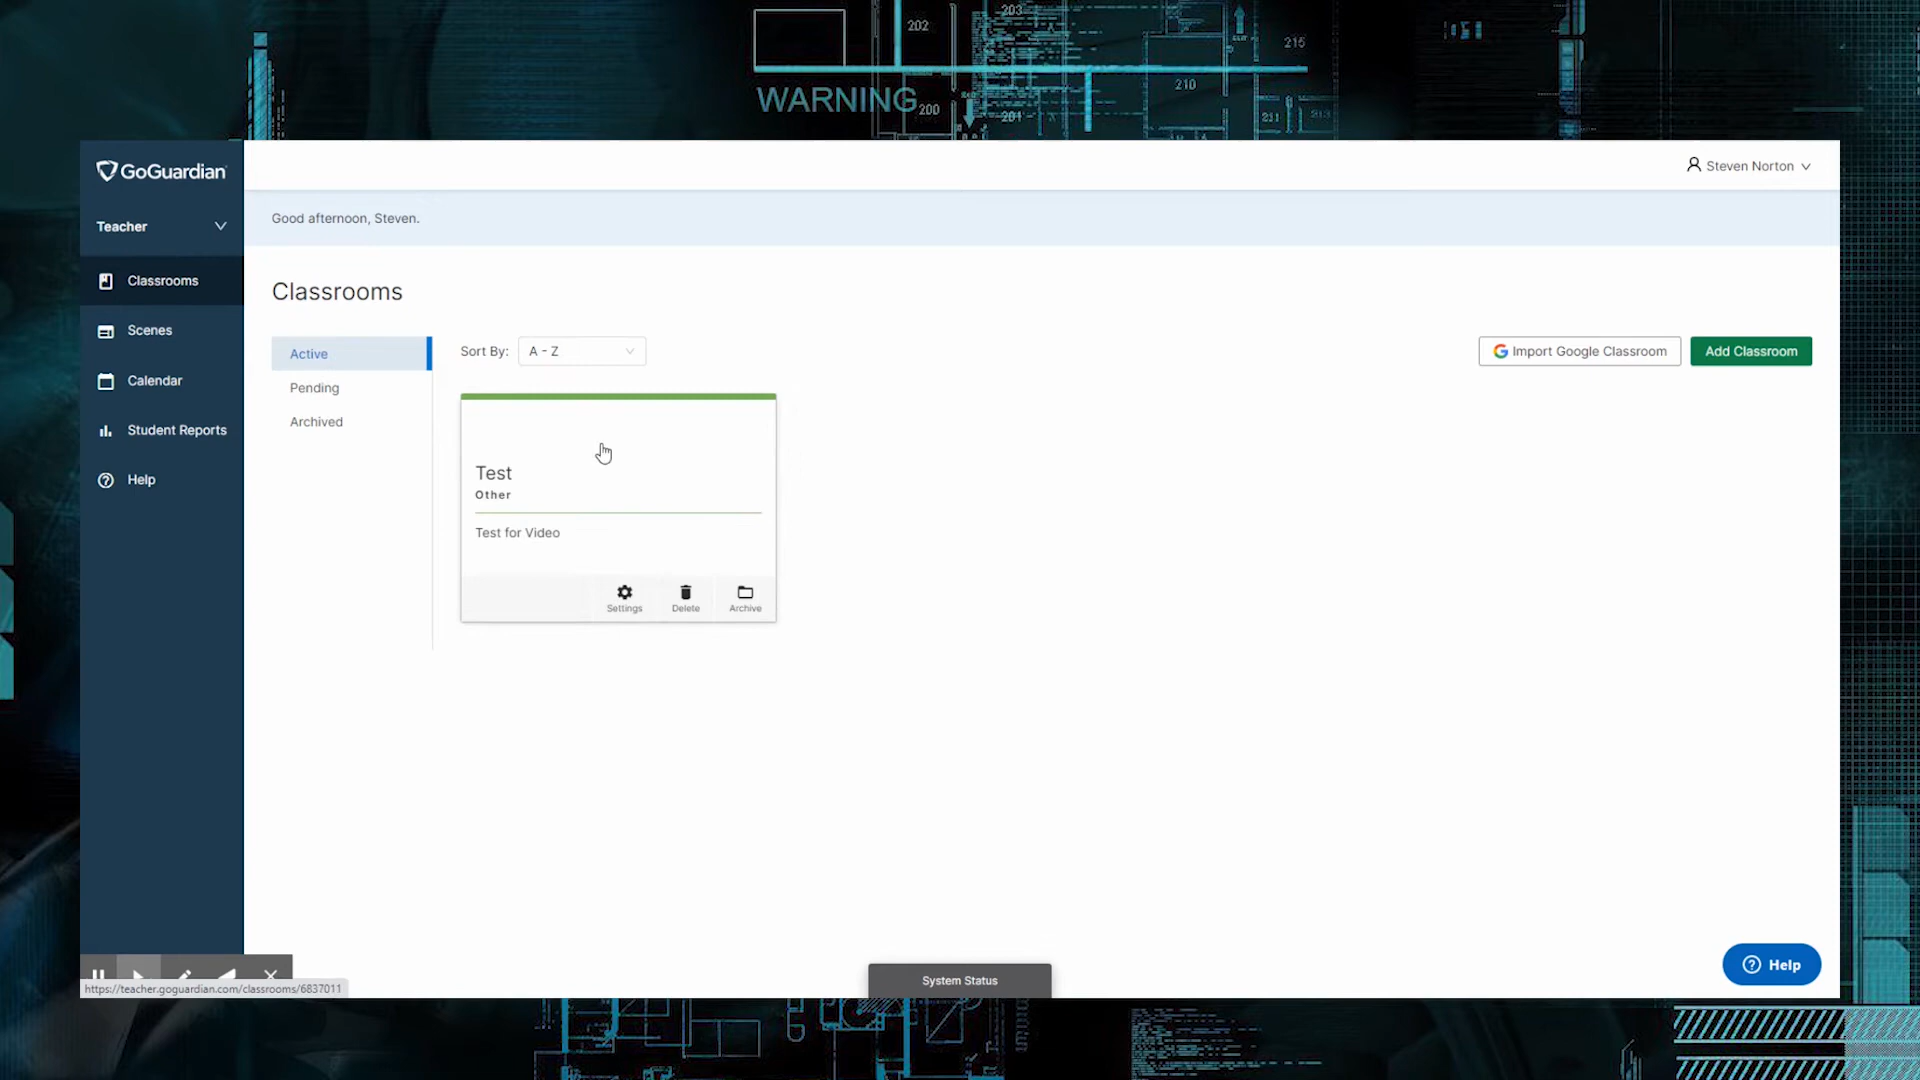 202
203
215
210
WARNING
200
201
211
213
GoGuardian
Steven Norton
Teacher
Good afternoon, Steven.
Classrooms
Scenes
Calendar
Student Reports
Help
Classrooms
Active
Pending
Archived
Sort By:
A - Z
Import Google Classroom
Add Classroom
Test
Other
Test for Video
Settings
Delete
Archive
Help
System Status
https://teacher.goguardian.com/classrooms/6837011